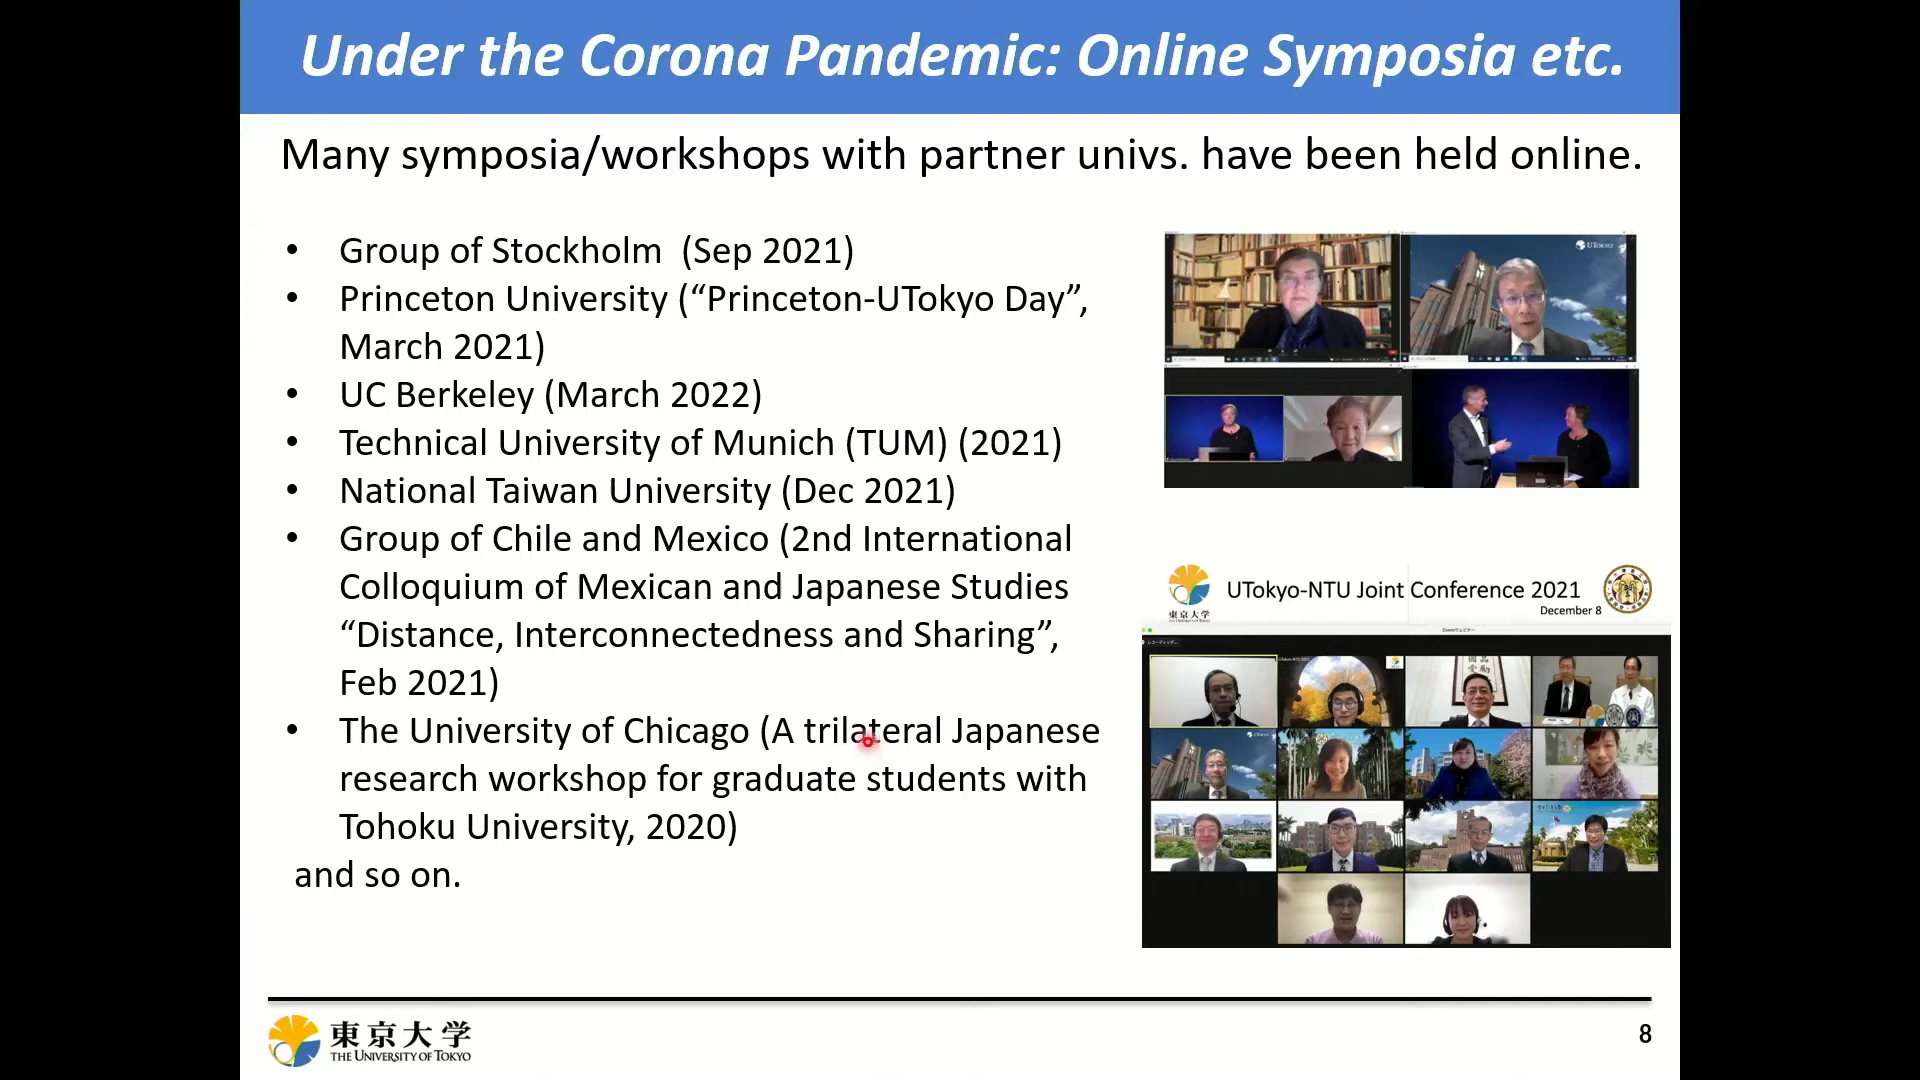 Under the Corona Pandemic: Online Symposia etc.
Many symposia/workshops with partner univs. have been held online.
• Group of Stockholm (Sep 2021)
• Princeton University (“Princeton-UTokyo Day”,
March 2021)
• UC Berkeley (March 2022)
• Technical University of Munich (TUM) (2021)
• National Taiwan University (Dec 2021)
• Group of Chile and Mexico (2nd International
Colloquium of Mexican and Japanese Studies
“Distance, Interconnectedness and Sharing”,
Feb 2021)
• The University of Chicago (A trilateral Japanese
research workshop for graduate students with
Tohoku University, 2020)
and so on.
UTOKYO
東京大学
UTokyo-NTU Joint Conference 2021
December 8
東京大学
THE UNIVERSITY OF TOKYO
8